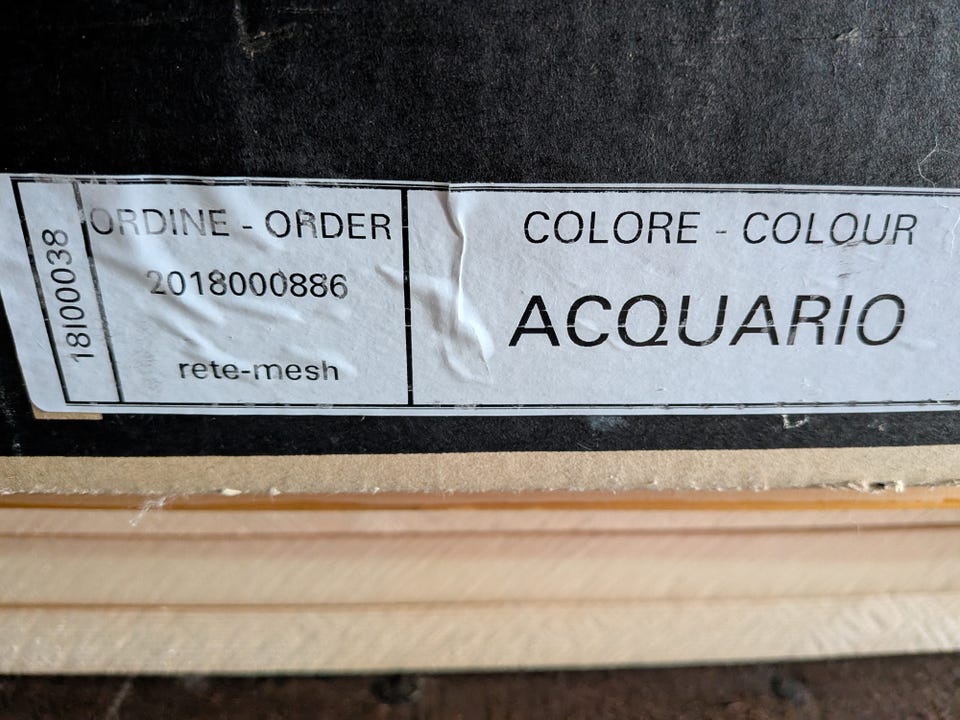 18I00038
ORDINE - ORDER
2018000886
rete-mesh
COLORE - COLOUR
ACQUARIO